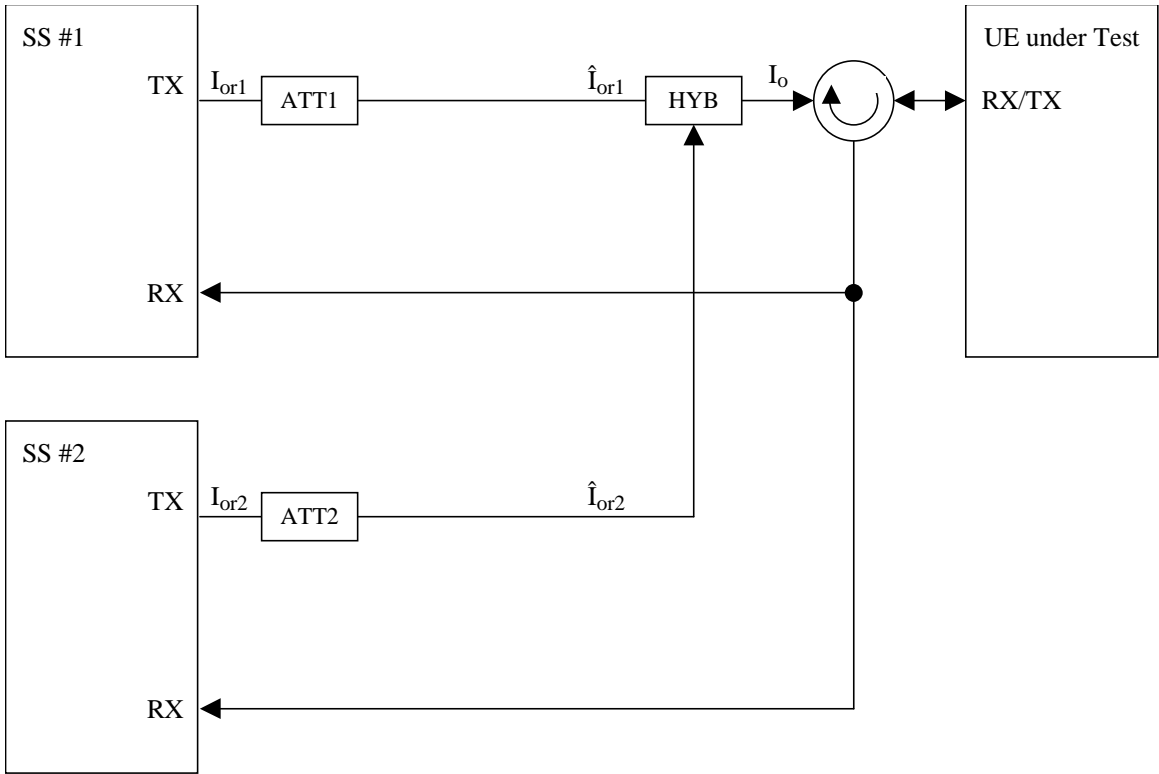 SS #1
UE under Test
TX
Ior1
ATT1
Îor1
HYB
Io
RX/TX
RX
SS #2
TX
Ior2
ATT2
Îor2
RX